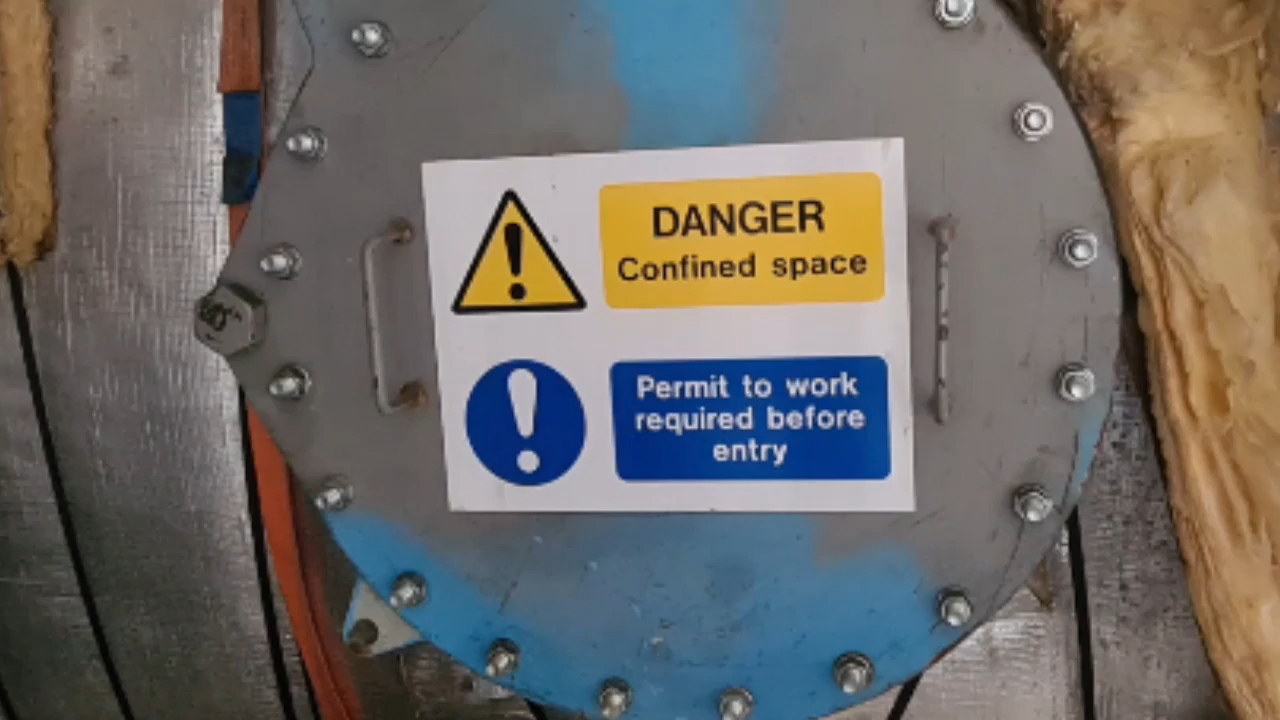 DANGER
Confined space
Permit to work
required before
entry